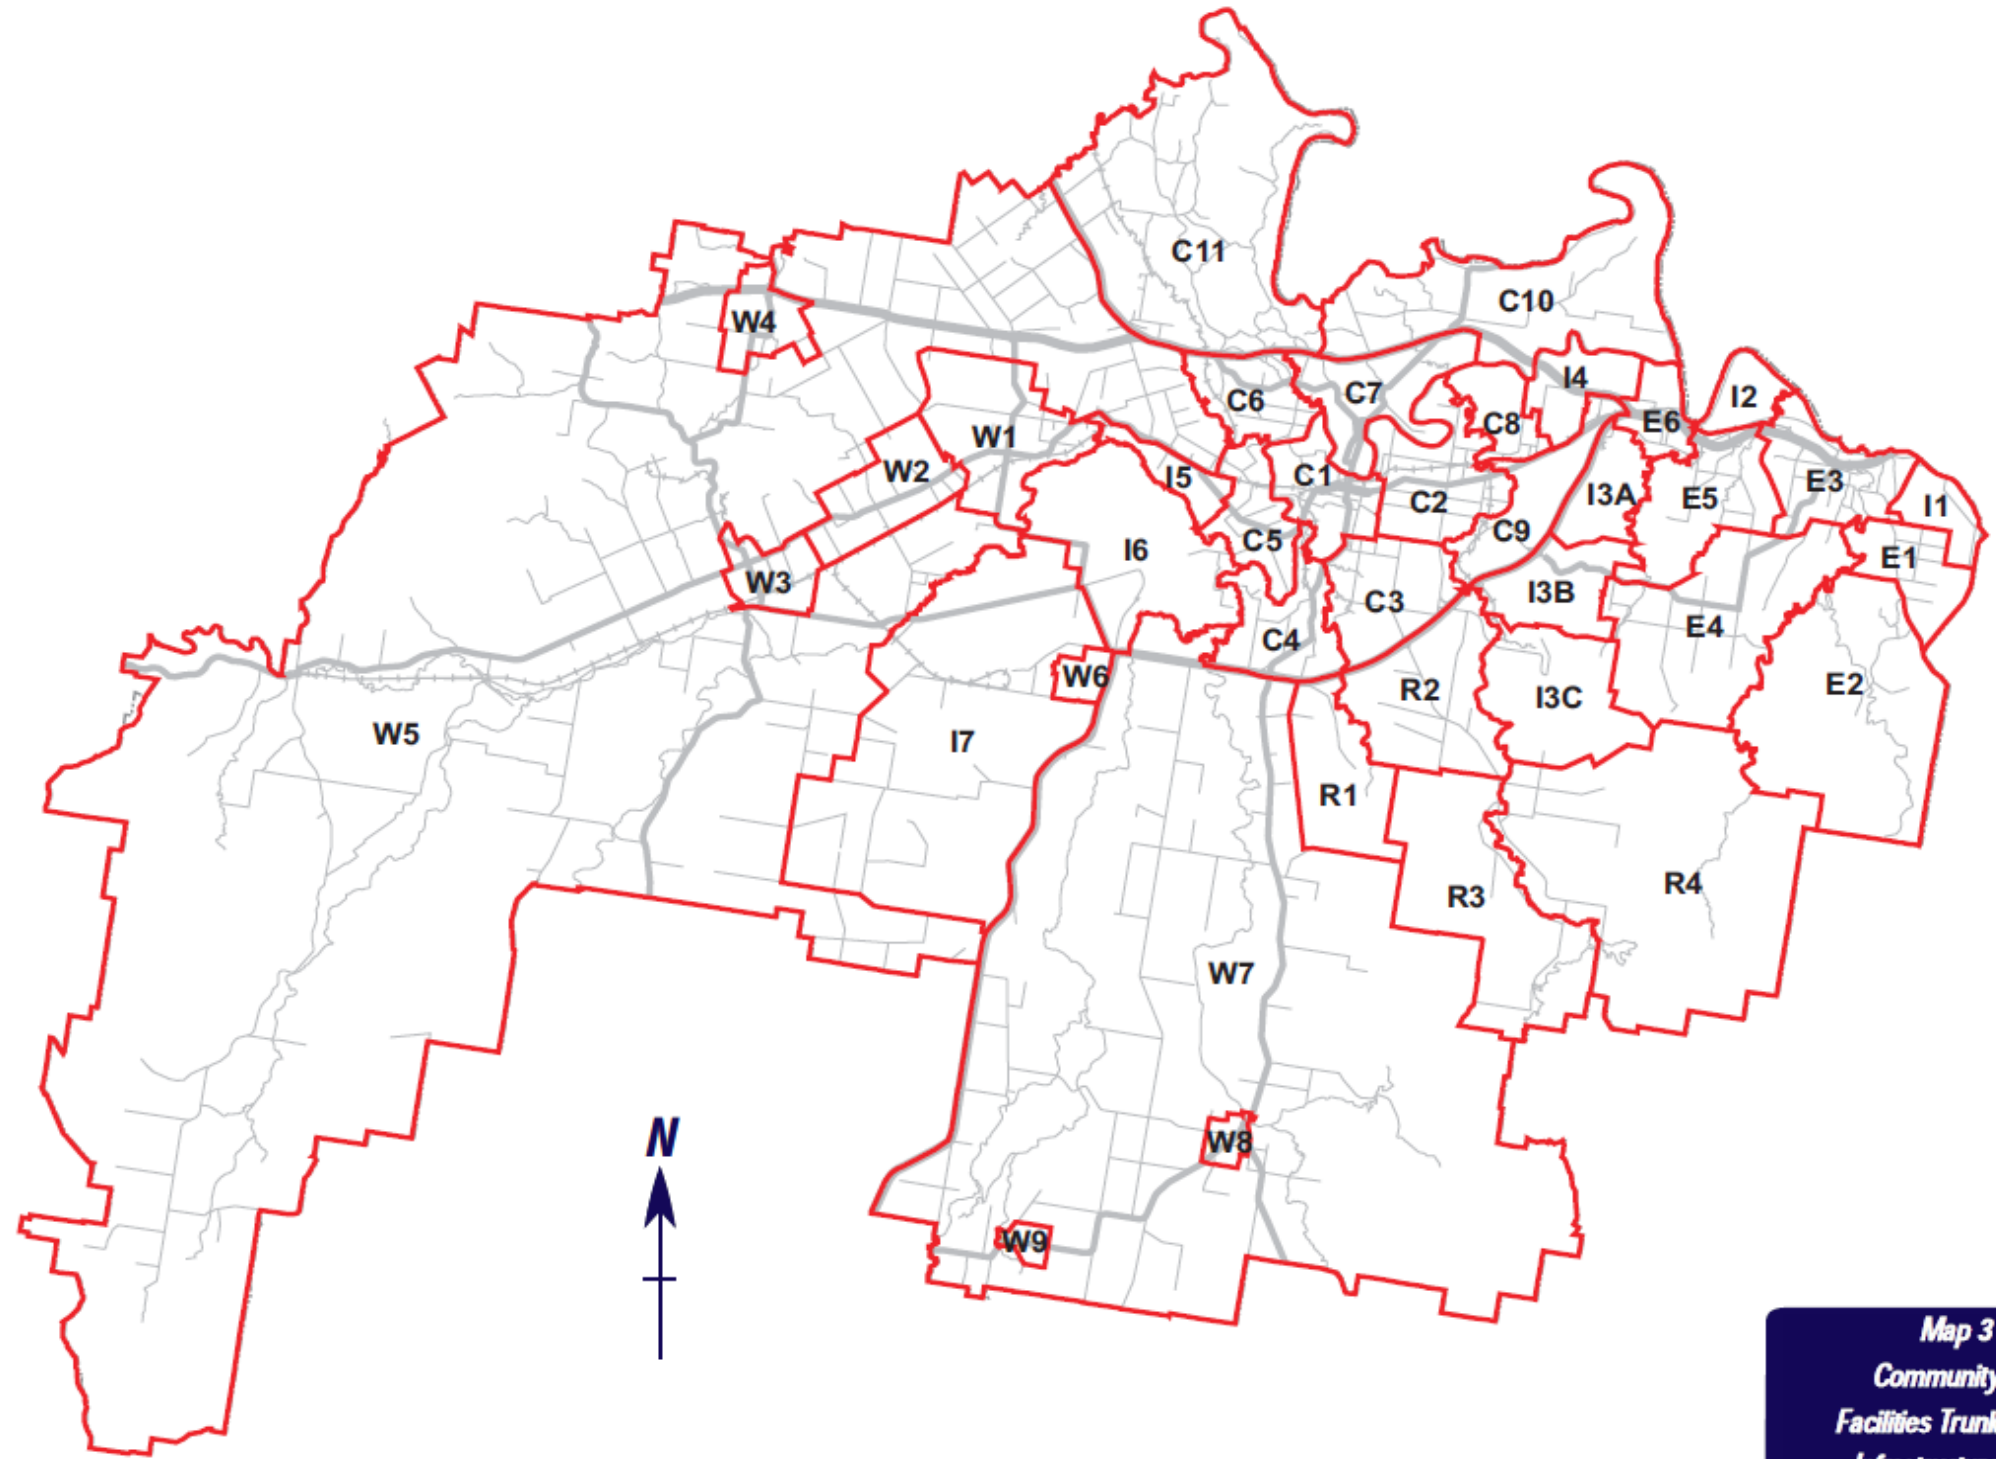 C11
C10
W4
I4
C7
I2
C6
C8
E6
W1
W2
I5
C1
E3
I3A
E5
C2
I1
C9
C5
I6
E1
W3
I3B
C3
E4
C4
W6
E2
R2
I3C
W5
I7
R1
R4
R3
W7
N
W8
W9
Map 3
Community
Facilities Trunk